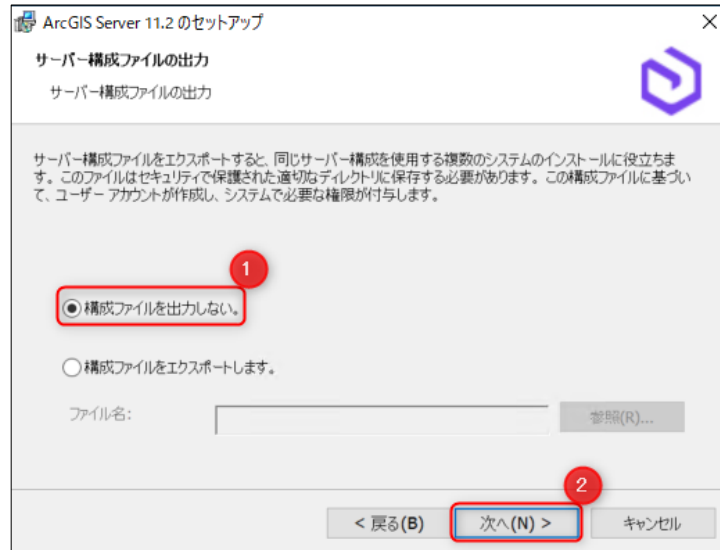 ArcGIS Server 11.2 のセットアップ
サーバー構成ファイルの出力
サーバー構成ファイルの出力
サーバー構成ファイルをエクスポートすると、同じサーバー構成を使用する複数のシステムのインストールに役立ちま
す。このファイルはセキュリティで保護された適切なディレクトリに保存する必要があります。この構成ファイルに基づい
て、ユーザー アカウントが作成し、システムで必要な権限が付与します。
1
構成ファイルを出力しない。
構成ファイルをエクスポートします。
ファイル名:
参照(R)...
2
< 戻る(B)
次へ(N) >
キャンセル